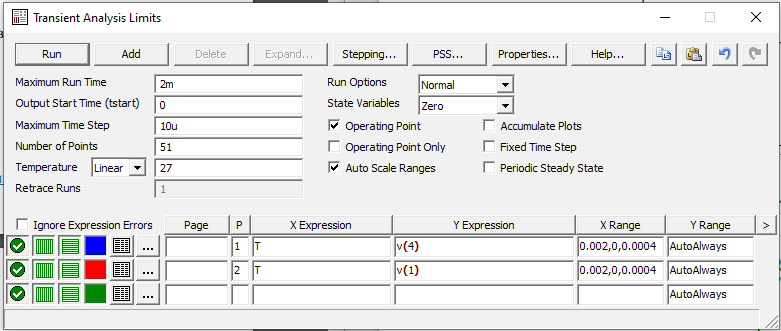 Transient Analysis Limits
Run Add Delete Expand... Stepping... PSS... Properties... Help...
Maximum Run Time 2m Run Options Normal
Output Start Time (tstart) 0 State Variables Zero
Maximum Time Step 10u Operating Point Accumulate Plots
Number of Points 51 Operating Point Only Fixed Time Step
Temperature Linear 27 Auto Scale Ranges Periodic Steady State
Retrace Runs 1
Ignore Expression Errors Page P X Expression Y Expression X Range Y Range >
... 1 T v(4) 0.002,0,0.0004 AutoAlways
... 2 T v(1) 0.002,0,0.0004 AutoAlways
... AutoAlways